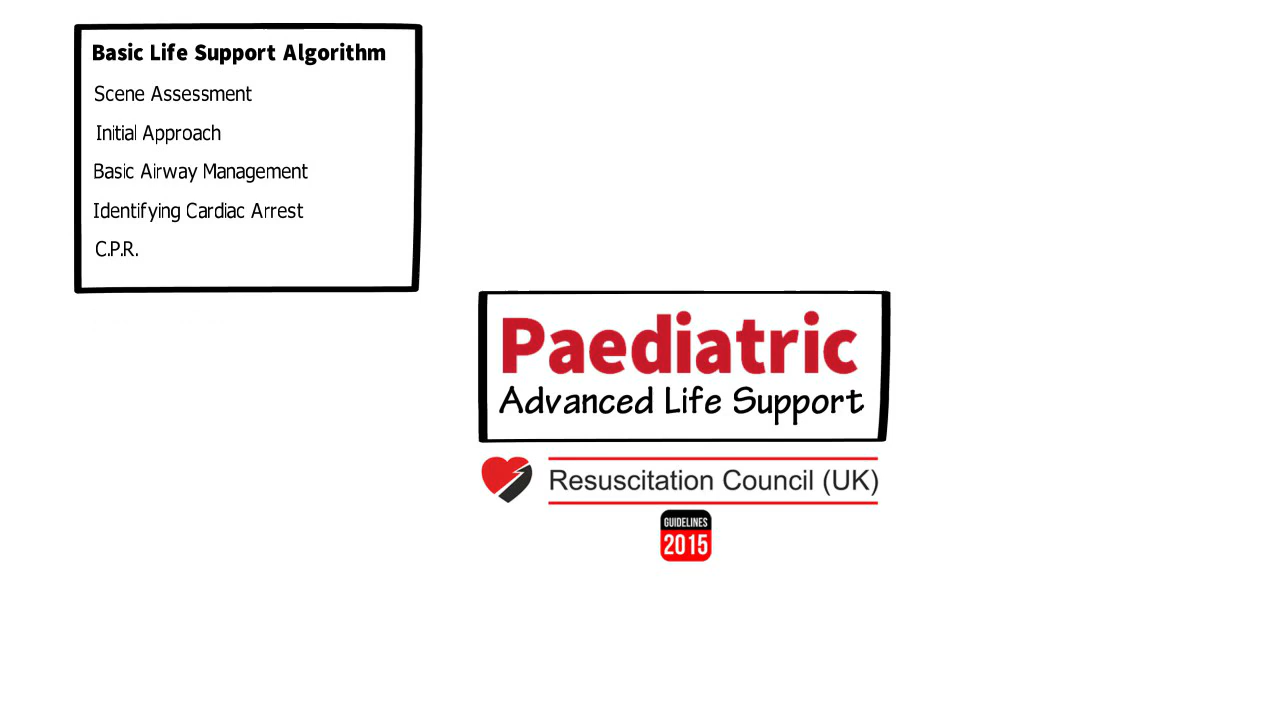 Basic Life Support Algorithm
Scene Assessment
Initial Approach
Basic Airway Management
Identifying Cardiac Arrest
C.P.R.
Paediatric
Advanced Life Support
Resuscitation Council (UK)
GUIDELINES
2015